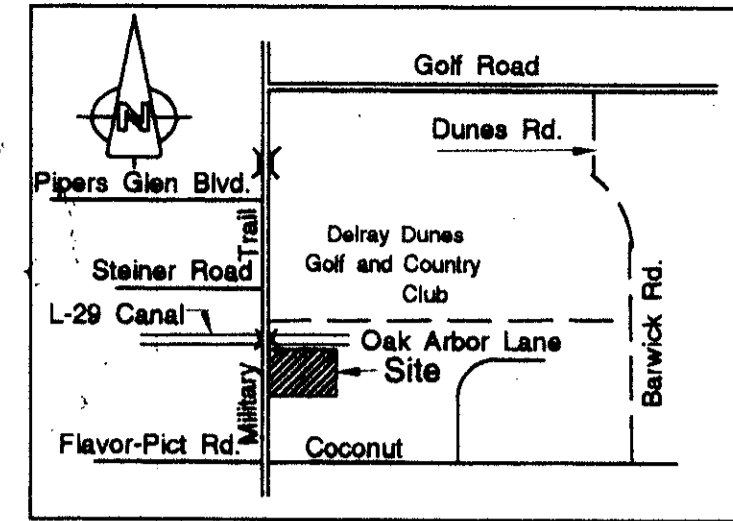 Golf Road
N
Dunes Rd.
Pipers Glen Blvd.
Trail
Delray Dunes
Golf and Country
Club
Steiner Road
L-29 Canal
Oak Arbor Lane
Site
Barwick Rd.
Military
Flavor-Pict Rd.
Coconut